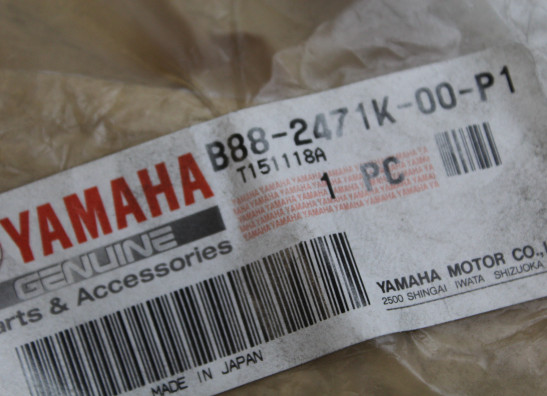 B88-2471K-00-P1
T151118A
1 PC
YAMAHA
GENUINE
arts & Accessories
YAMAHA MOTOR CO.,
2500 SHINGAI IWATA SHIZUOKA
MADE IN JAPAN